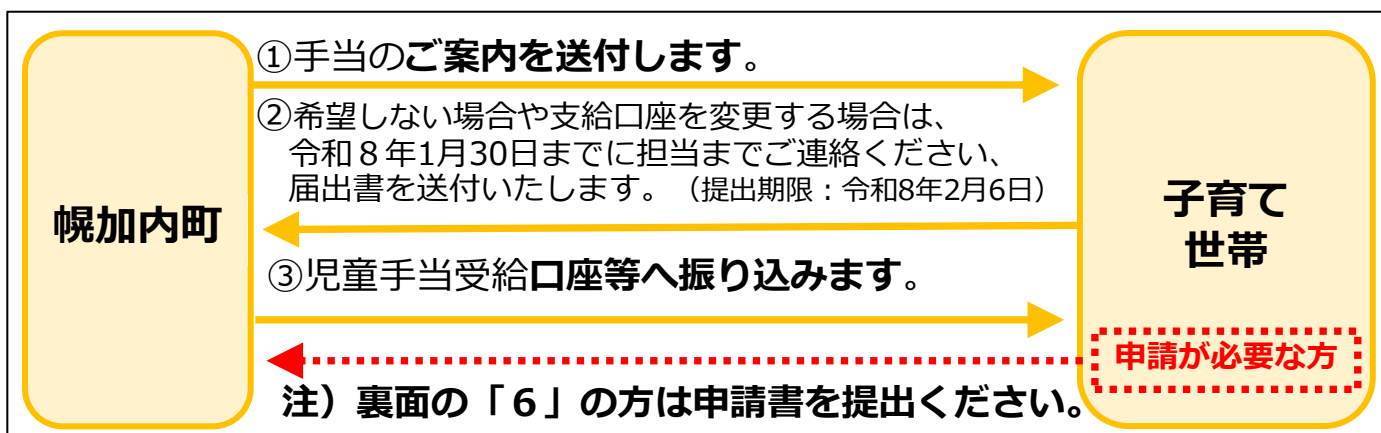 幌加内町
①手当のご案内を送付します。
②希望しない場合や支給口座を変更する場合は、
令和８年1月30日までに担当までご連絡ください、
届出書を送付いたします。（提出期限：令和8年2月6日）
③児童手当受給口座等へ振り込みます。
子育て
世帯
申請が必要な方
注）裏面の「６」の方は申請書を提出ください。